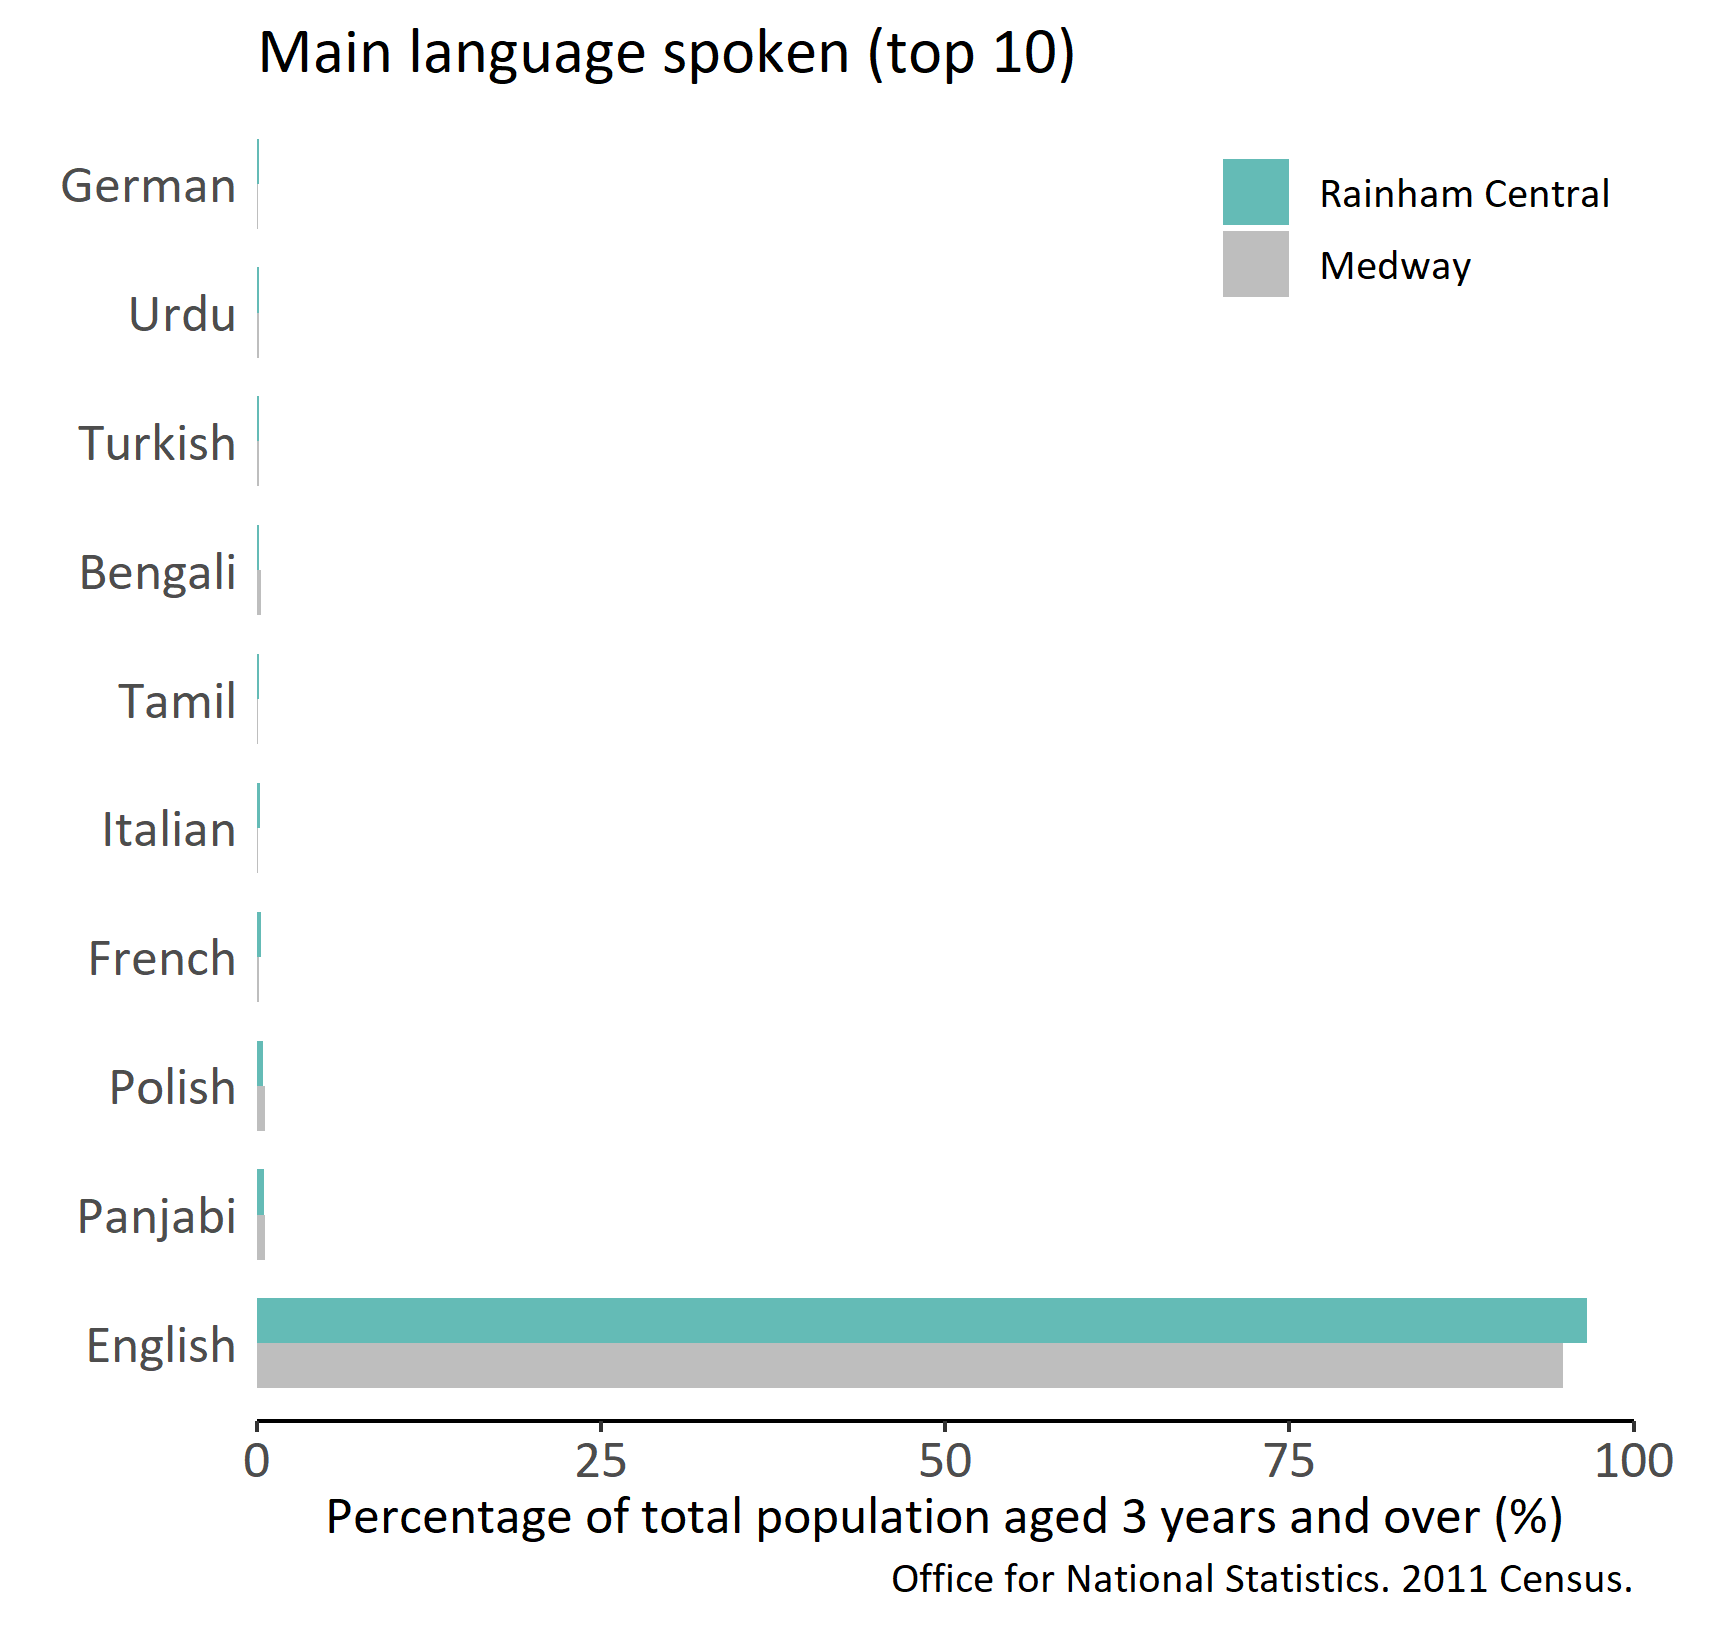 Main language spoken (top 10)
Rainham Central
Medway
German
Urdu
Turkish
Bengali
Tamil
Italian
French
Polish
Panjabi
English
0 25 50 75 100
Percentage of total population aged 3 years and over (%)
Office for National Statistics. 2011 Census.